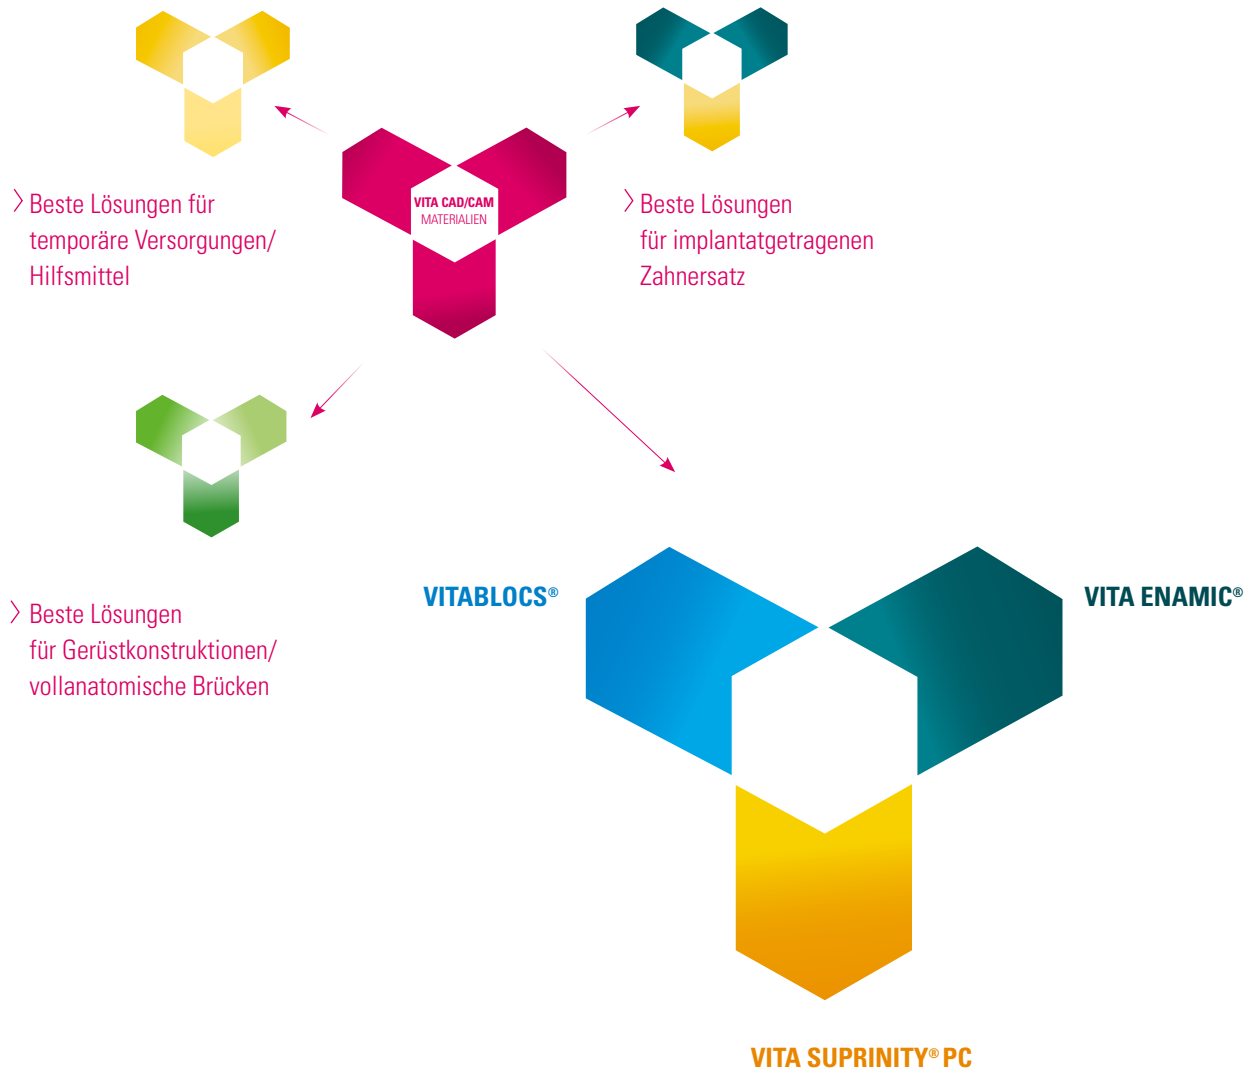 VITA CAD/CAM
MATERIALIEN
〉Beste Lösungen für
temporäre Versorgungen/
Hilfsmittel
〉Beste Lösungen
für implantatgetragenen
Zahnersatz
〉Beste Lösungen
für Gerüstkonstruktionen/
vollanatomische Brücken
VITABLOCS®
VITA ENAMIC®
VITA SUPRINITY® PC